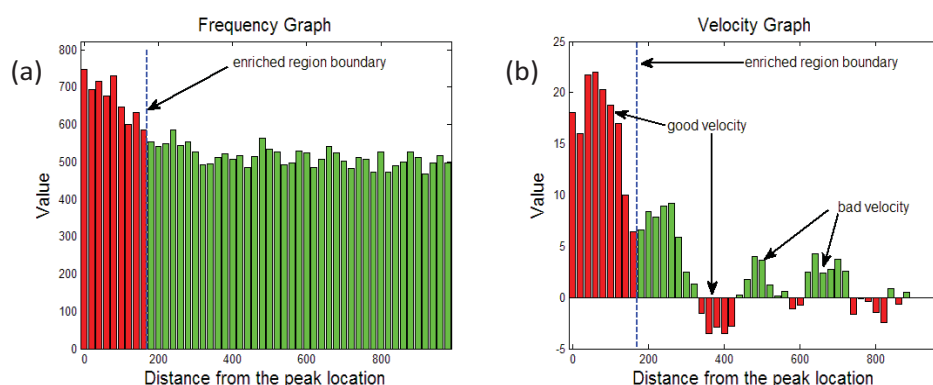 Frequency Graph
(a)
800
700
600
500
400
300
200
100
0
Value
enriched region boundary
0 200 400 600 800
Distance from the peak location
Velocity Graph
(b)
25
20
15
10
5
0
-5
Value
enriched region boundary
good velocity
bad velocity
0 200 400 600 800
Distance from the peak location